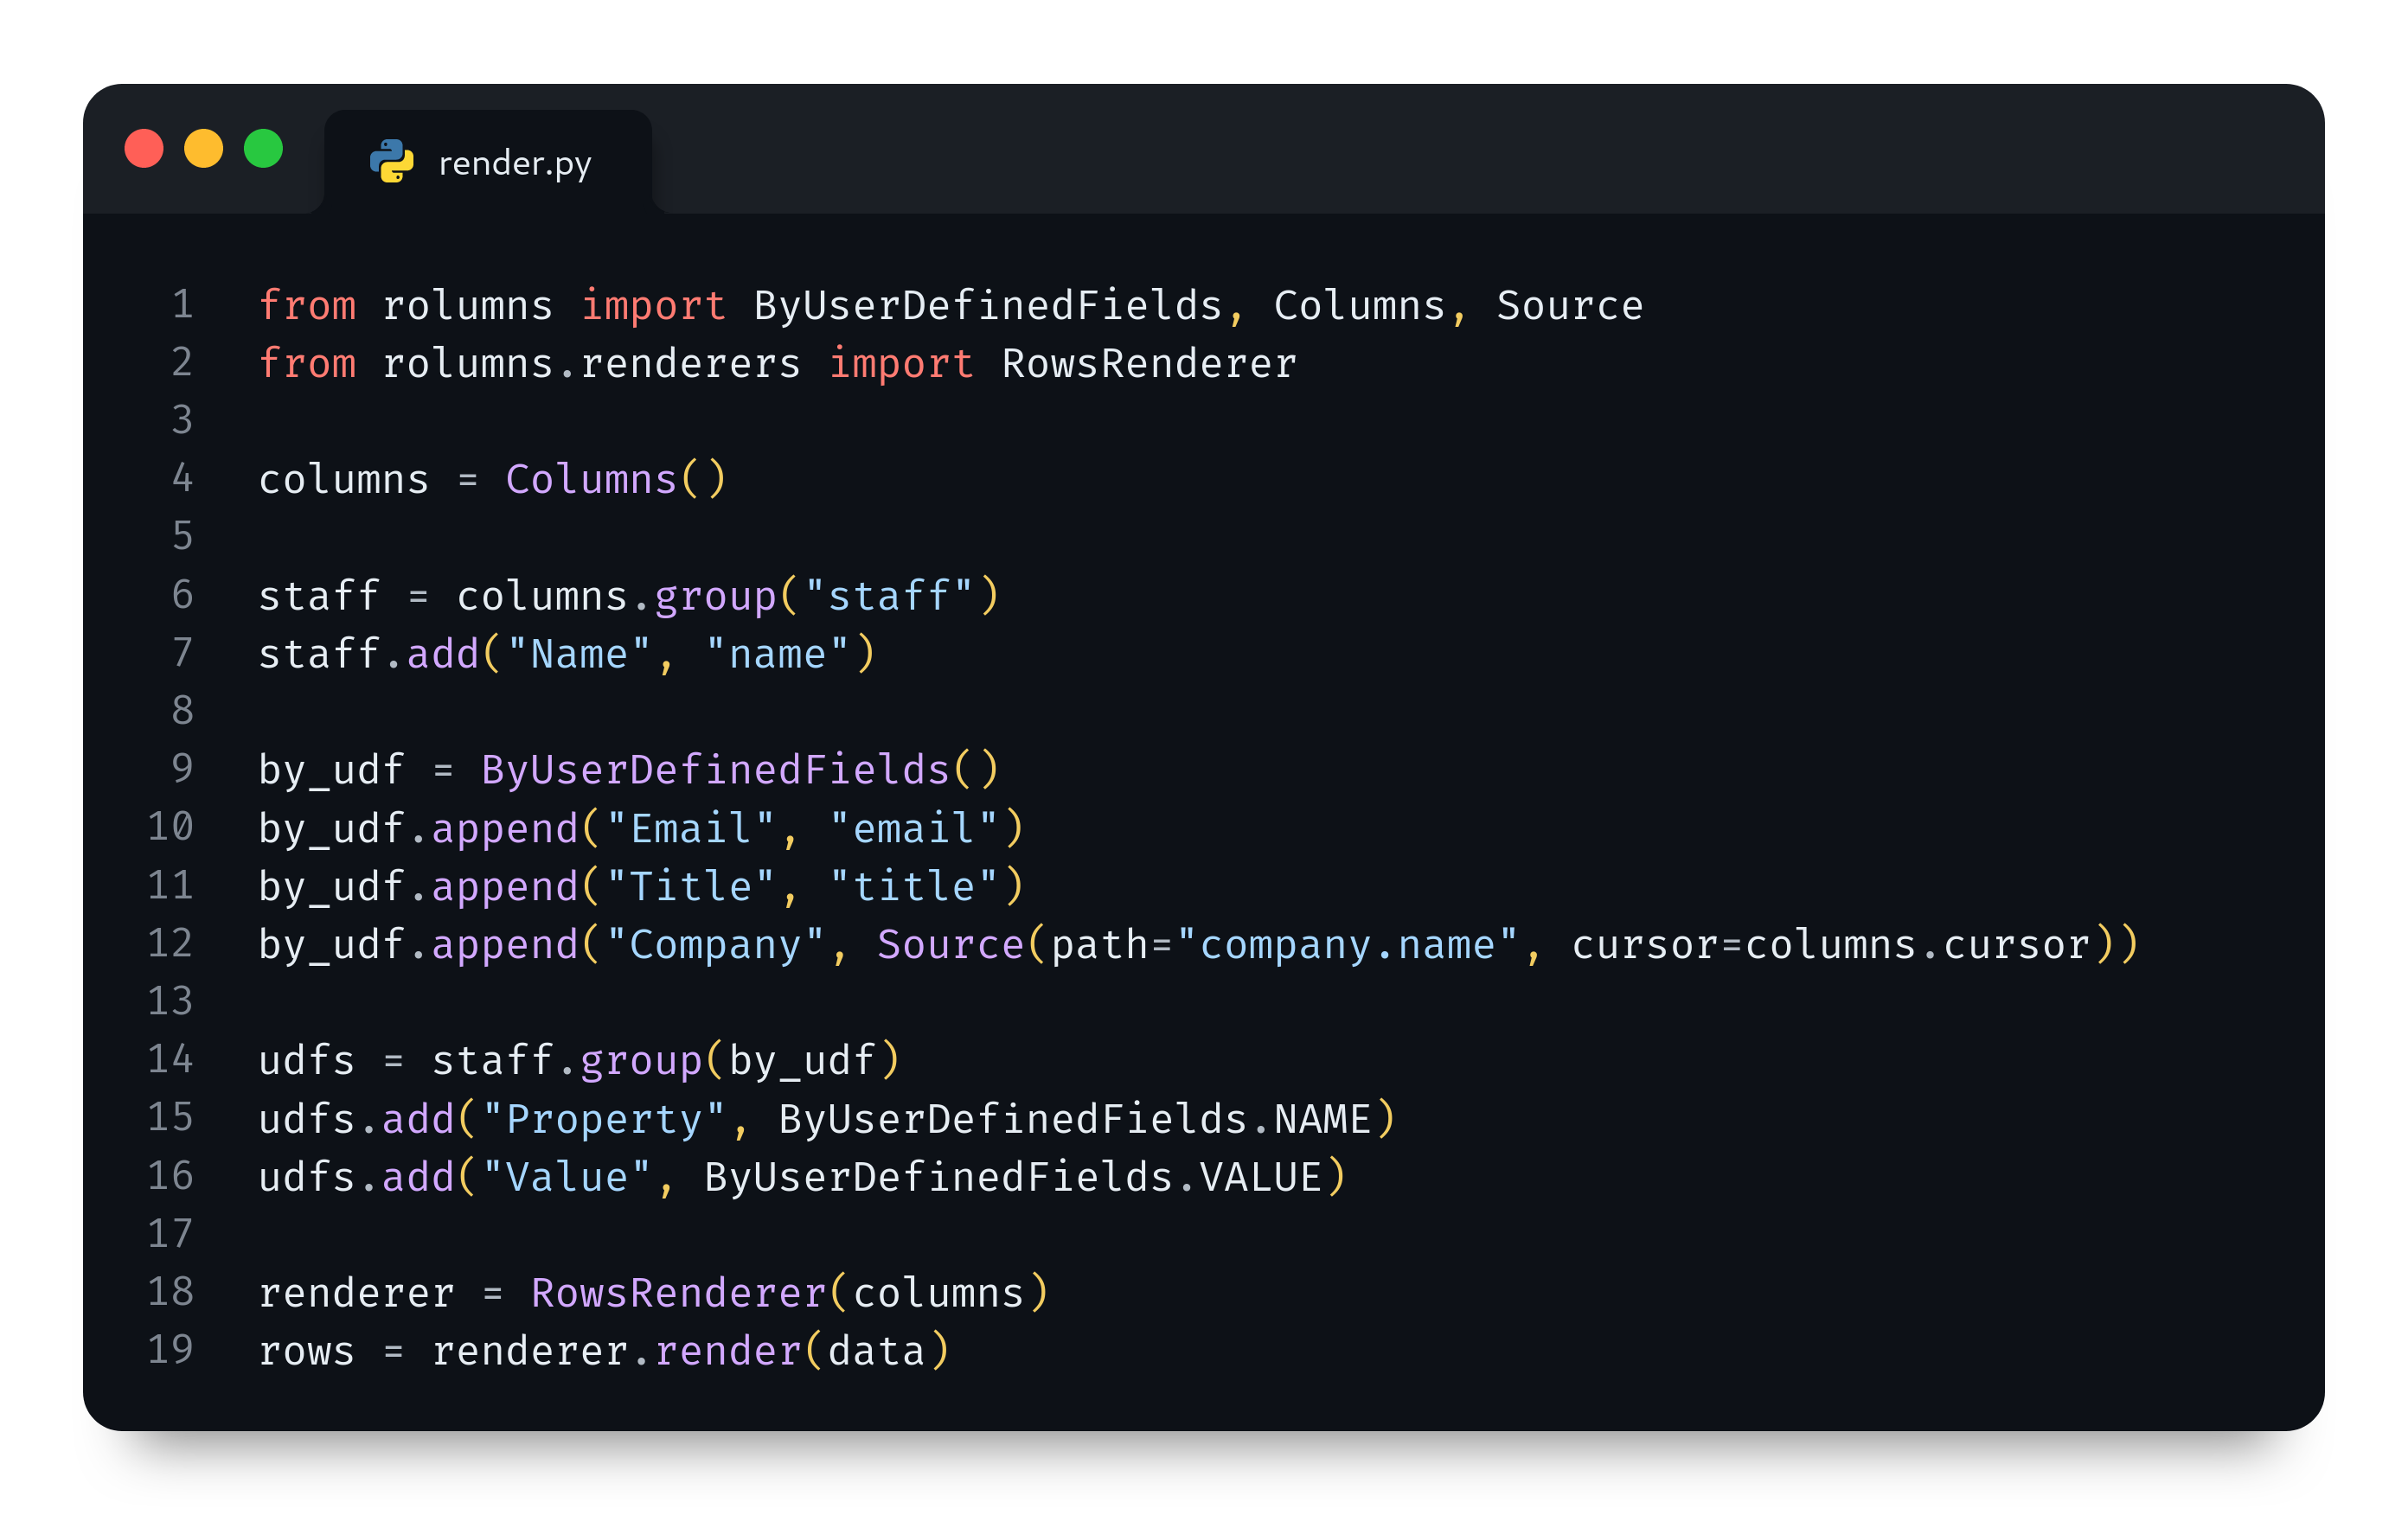 render.py
1 from rolumns import ByUserDefinedFields, Columns, Source
2 from rolumns.renderers import RowsRenderer
3
4 columns = Columns()
5
6 staff = columns.group("staff")
7 staff.add("Name", "name")
8
9 by_udf = ByUserDefinedFields()
10 by_udf.append("Email", "email")
11 by_udf.append("Title", "title")
12 by_udf.append("Company", Source(path="company.name", cursor=columns.cursor))
13
14 udfs = staff.group(by_udf)
15 udfs.add("Property", ByUserDefinedFields.NAME)
16 udfs.add("Value", ByUserDefinedFields.VALUE)
17
18 renderer = RowsRenderer(columns)
19 rows = renderer.render(data)